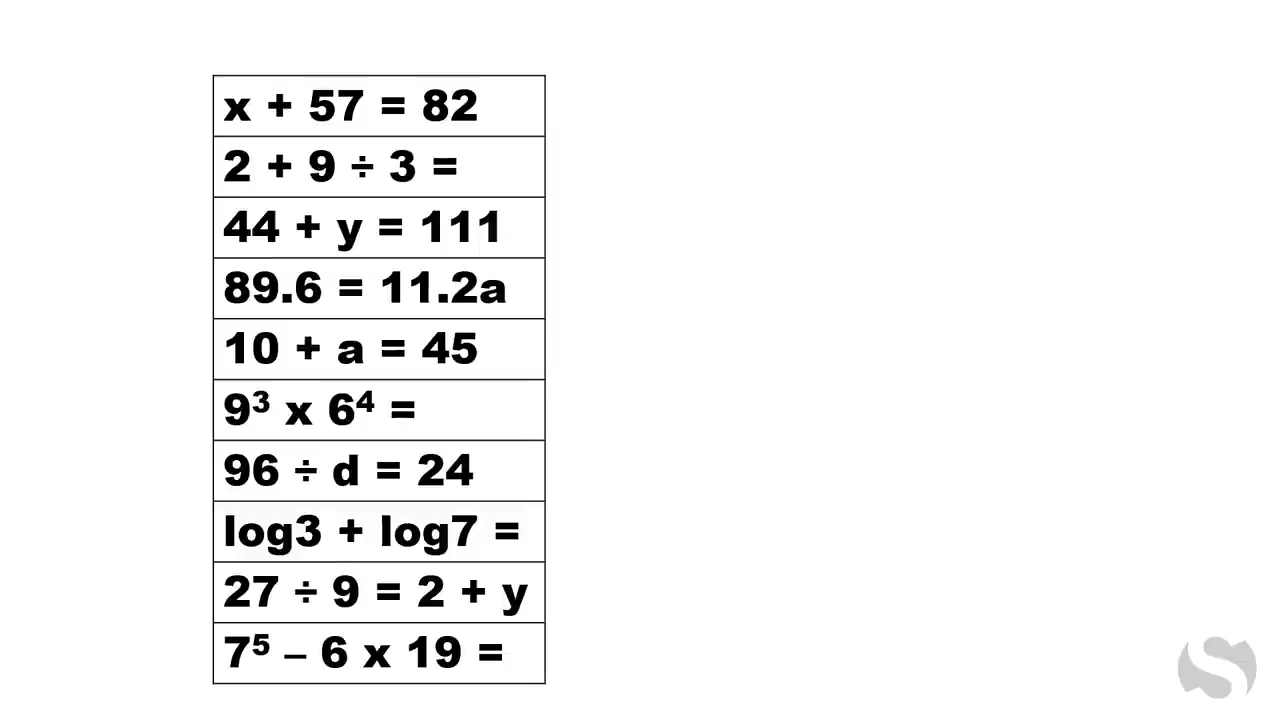 x + 57 = 82
2 + 9 ÷ 3 =
44 + y = 111
89.6 = 11.2a
10 + a = 45
9³ x 6⁴ =
96 ÷ d = 24
log3 + log7 =
27 ÷ 9 = 2 + y
7⁵ – 6 x 19 =
S